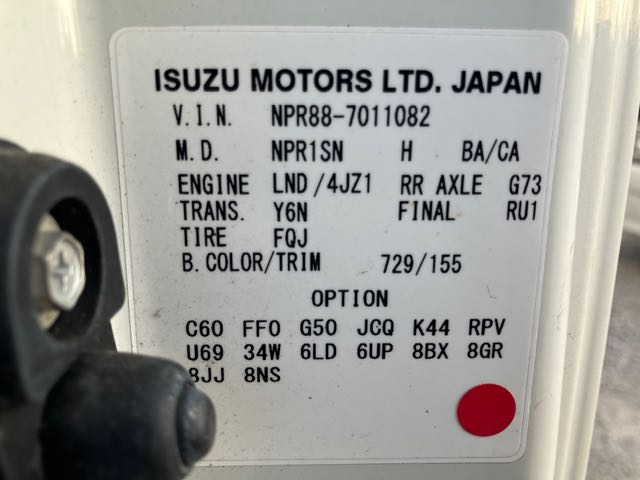 ISUZU MOTORS LTD. JAPAN
V.I.N. NPR88-7011082
M.D. NPR1SN H BA/CA
ENGINE LND/4JZ1 RR AXLE G73
TRANS. Y6N FINAL RU1
TIRE FQJ
B.COLOR/TRIM 729/155
OPTION
C60 FF0 G50 JCQ K44 RPV
U69 34W 6LD 6UP 8BX 8GR
8JJ 8NS